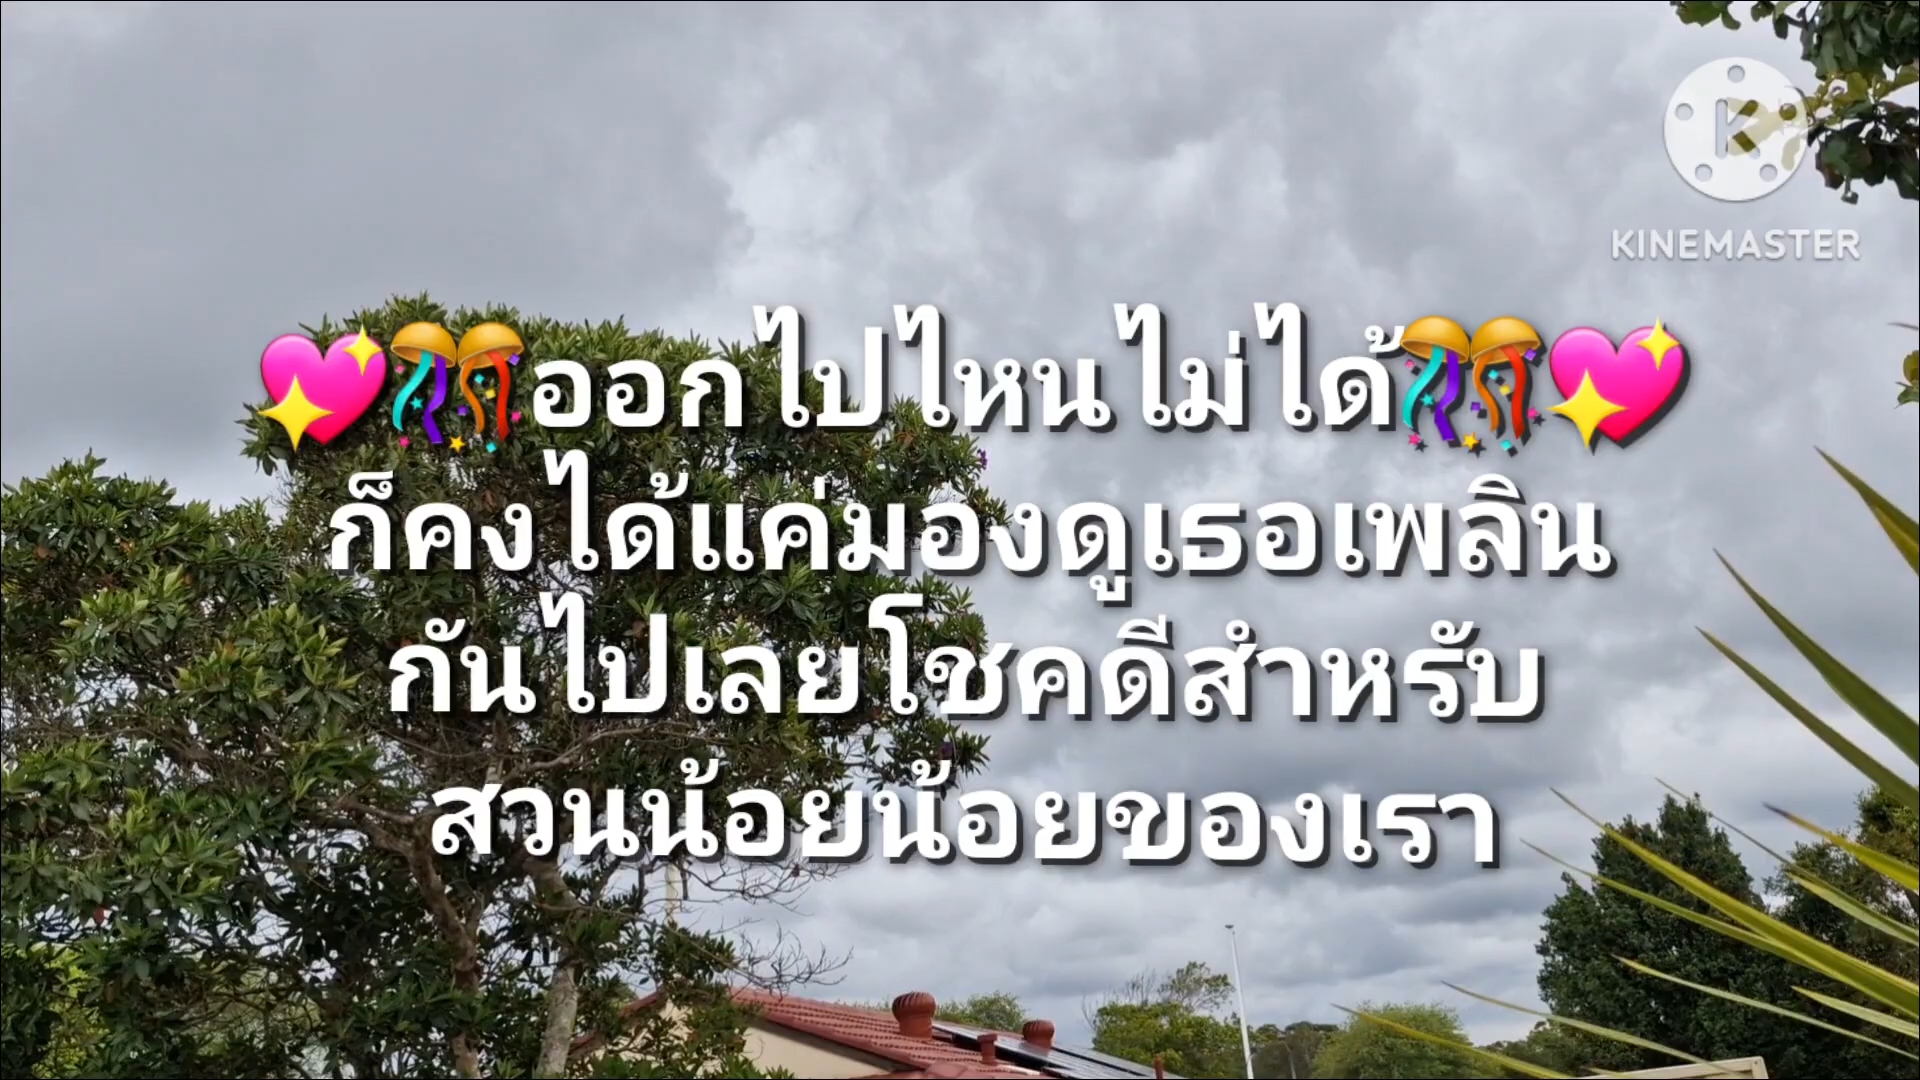 KINEMASTER
💖🎊ออกไปไหนไม่ได้🎊💖
ก็คงได้แค่มองดูเธอเพลิน
กันไปเลยโชคดีสำหรับ
สวนน้อยน้อยของเรา